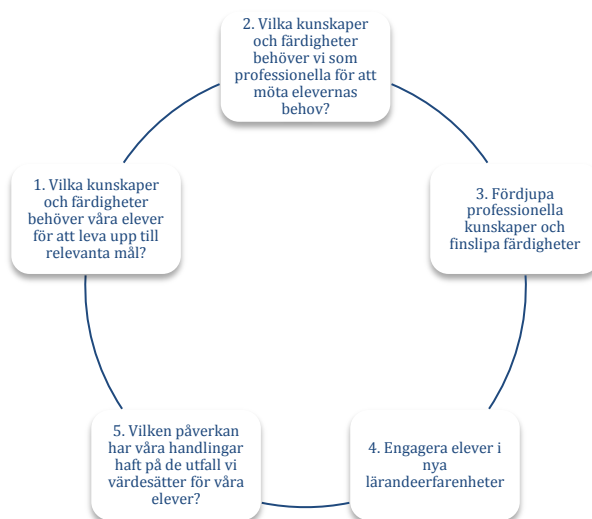 2. Vilka kunskaper
och färdigheter
behöver vi som
professionella för att
möta elevernas
behov?
1. Vilka kunskaper
och färdigheter
behöver våra elever
för att leva upp till
relevanta mål?
3. Fördjupa
professionella
kunskaper och
finslipa färdigheter
5. Vilken påverkan
har våra handlingar
haft på de utfall vi
värdesätter för våra
elever?
4. Engagera elever i
nya
lärandeerfarenheter